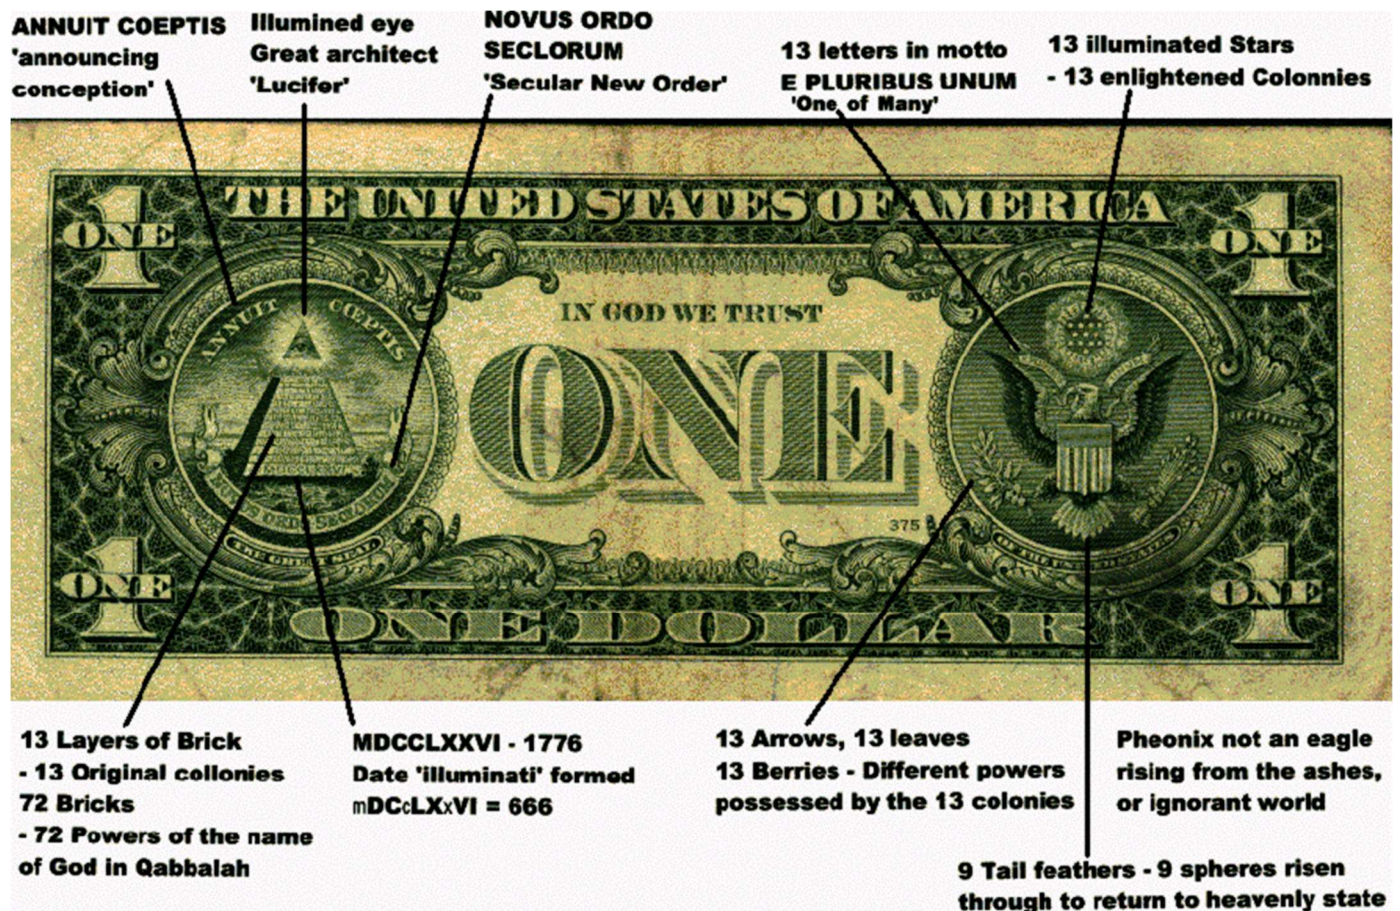 ANNUIT COEPTIS
'announcing
conception'
Illumined eye
Great architect
'Lucifer'
NOVUS ORDO
SECLORUM
'Secular New Order'
13 letters in motto
E PLURIBUS UNUM
'One of Many'
13 illuminated Stars
- 13 enlightened Colonnies
THE UNITED STATES OF AMERICA
1
ONE
1
ONE
ANNUIT CŒPTIS
IN GOD WE TRUST
ONE
MDCCLXXVI
ORDO SECLORUM
375
1
ONE
1
ONE
ONE DOLLAR
13 Layers of Brick
- 13 Original collonies
72 Bricks
- 72 Powers of the name
of God in Qabbalah
MDCCLXXVI - 1776
Date 'illuminati' formed
mDCcLXxVI = 666
13 Arrows, 13 leaves
13 Berries - Different powers
possessed by the 13 colonies
Pheonix not an eagle
rising from the ashes,
or ignorant world
9 Tail feathers - 9 spheres risen
through to return to heavenly state